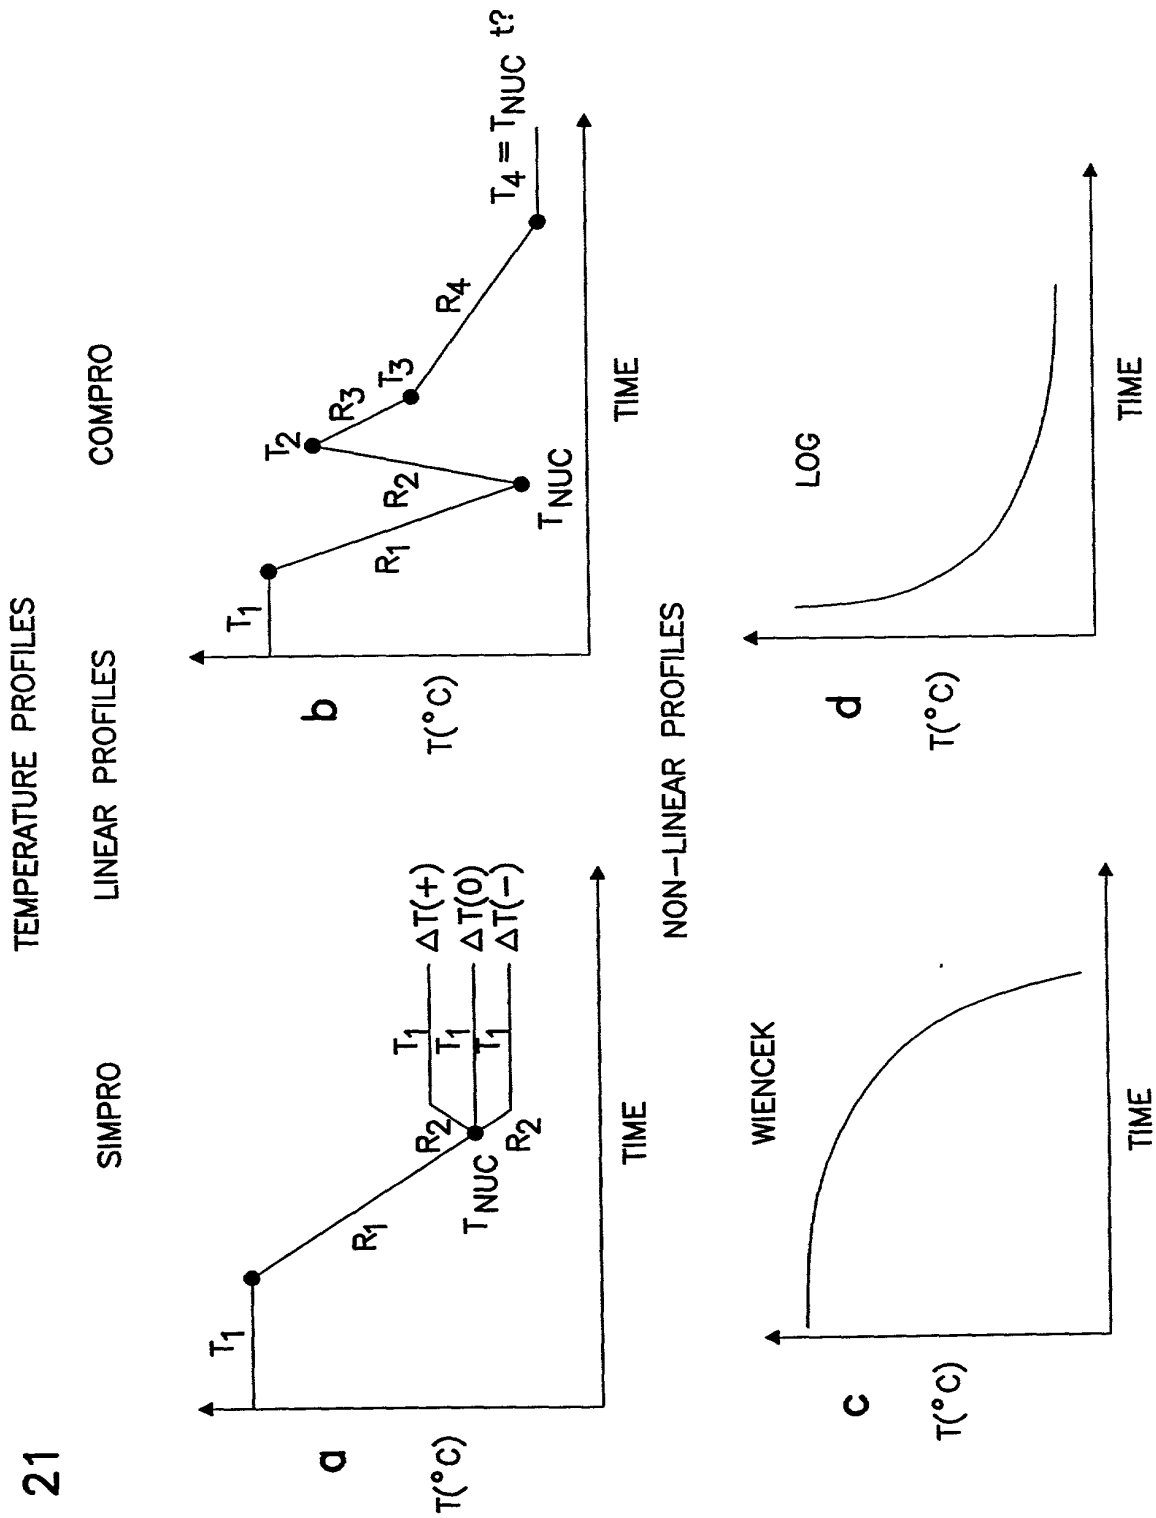 21
TEMPERATURE PROFILES
LINEAR PROFILES
SIMPRO
COMPRO
a
T(°C)
T1
R1
TNUC
R2
R2
T1
T1
T1
ΔT(+)
ΔT(0)
ΔT(−)
TIME
b
T(°C)
T1
R1
TNUC
R2
T2
R3
T3
R4
T4 = TNUC t?
TIME
NON-LINEAR PROFILES
WIENCEK
LOG
c
T(°C)
TIME
d
T(°C)
TIME